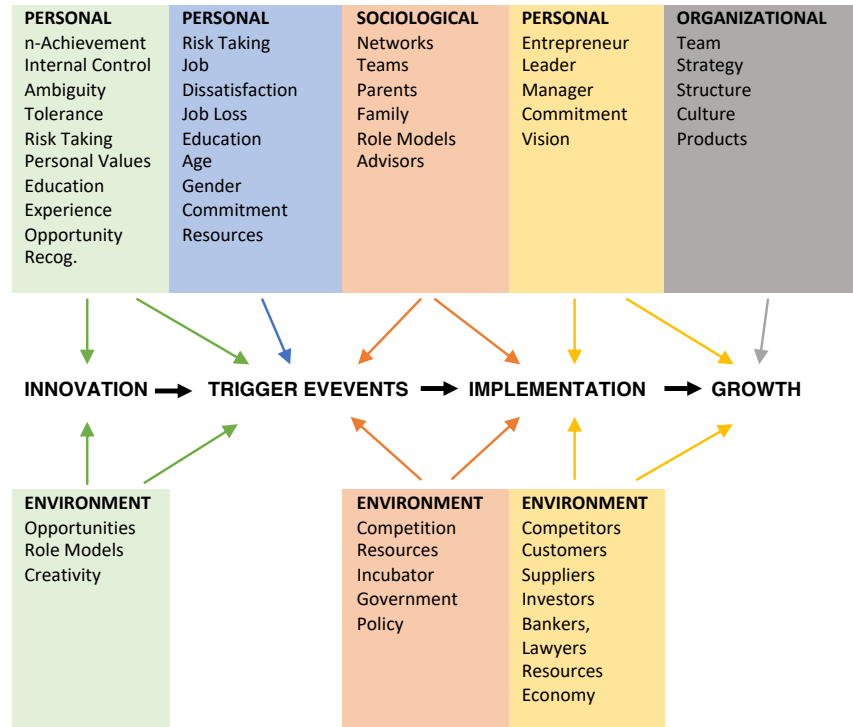 PERSONAL
n-Achievement
Internal Control
Ambiguity
Tolerance
Risk Taking
Personal Values
Education
Experience
Opportunity
Recog.
PERSONAL
Risk Taking
Job
Dissatisfaction
Job Loss
Education
Age
Gender
Commitment
Resources
SOCIOLOGICAL
Networks
Teams
Parents
Family
Role Models
Advisors
PERSONAL
Entrepreneur
Leader
Manager
Commitment
Vision
ORGANIZATIONAL
Team
Strategy
Structure
Culture
Products
INNOVATION
TRIGGER EVEVENTS
IMPLEMENTATION
GROWTH
ENVIRONMENT
Opportunities
Role Models
Creativity
ENVIRONMENT
Competition
Resources
Incubator
Government
Policy
ENVIRONMENT
Competitors
Customers
Suppliers
Investors
Bankers,
Lawyers
Resources
Economy